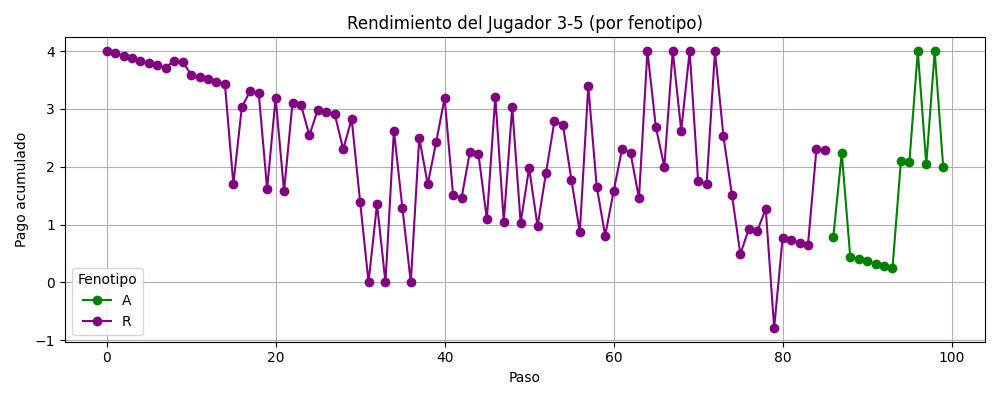 Rendimiento del Jugador 3-5 (por fenotipo)
Pago acumulado
4
3
2
1
0
−1
Fenotipo
A
R
0 20 40 60 80 100
Paso